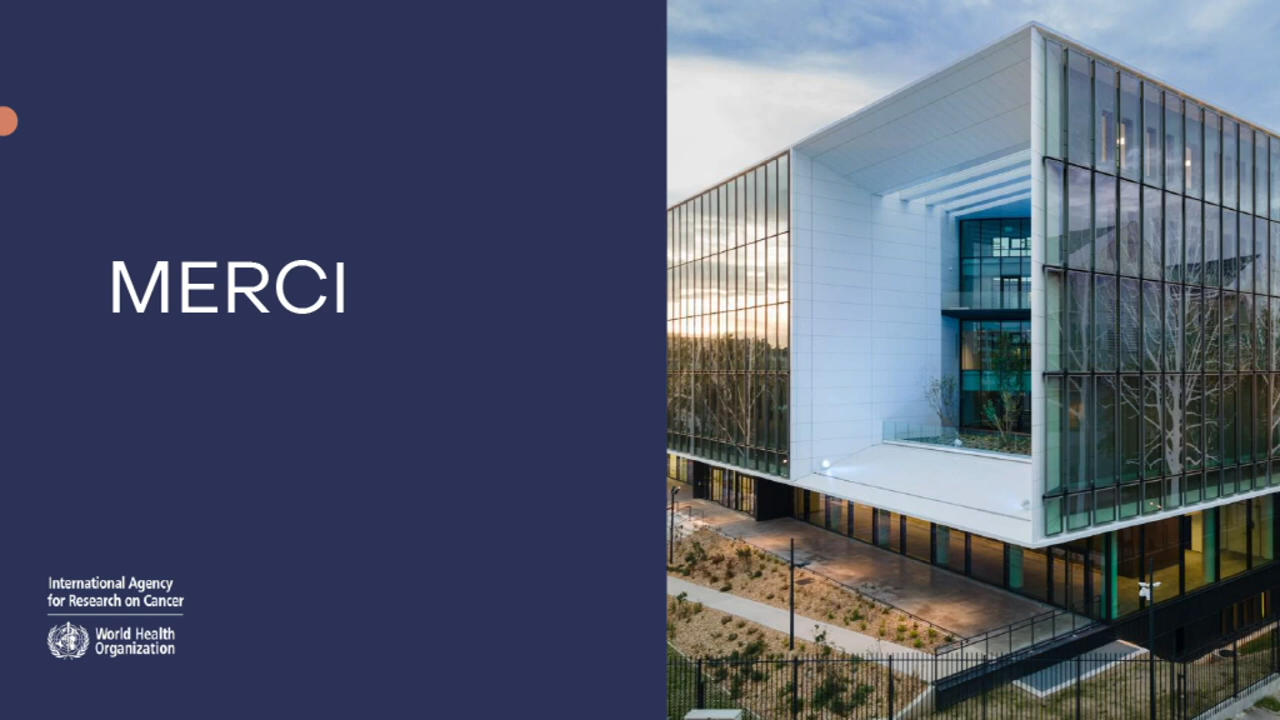 MERCI
International Agency
for Research on Cancer
World Health
Organization